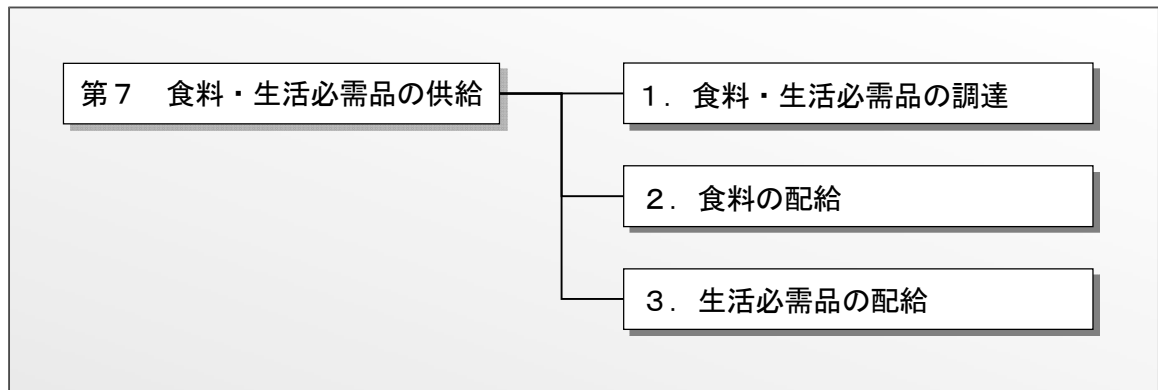 第７　食料・生活必需品の供給
１．食料・生活必需品の調達
２．食料の配給
３．生活必需品の配給